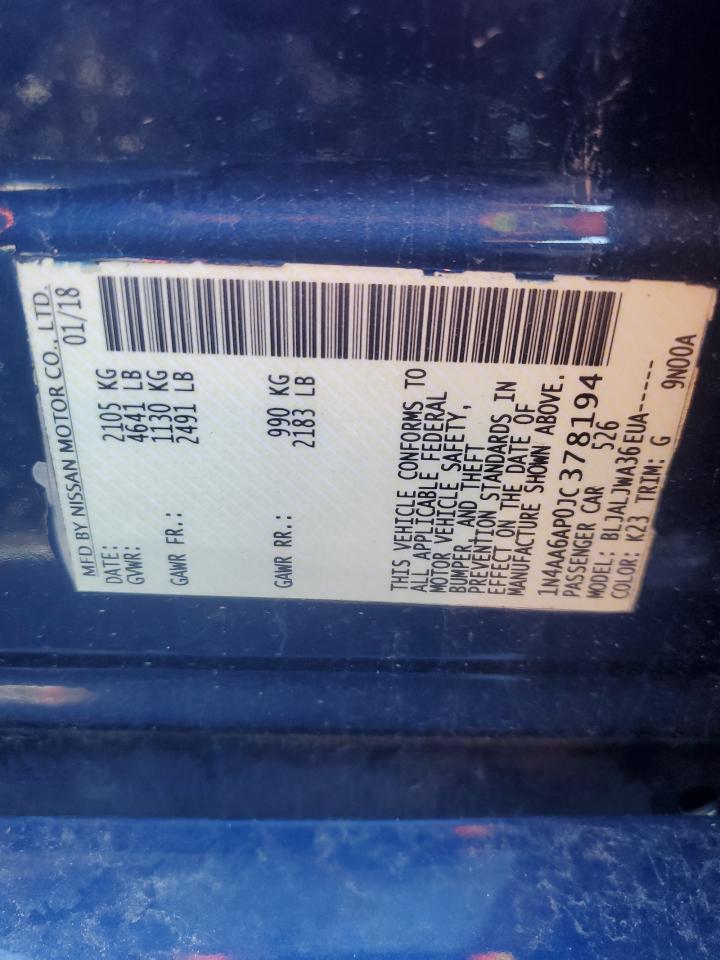 MFD BY NISSAN MOTOR CO., LTD.
DATE: 01/18
GVWR: 2105 KG
4641 LB
GAWR FR.: 1130 KG
2491 LB
GAWR RR.: 990 KG
2183 LB
THIS VEHICLE CONFORMS TO
ALL APPLICABLE FEDERAL
MOTOR VEHICLE SAFETY,
BUMPER, AND THEFT
PREVENTION STANDARDS IN
EFFECT ON THE DATE OF
MANUFACTURE SHOWN ABOVE.
1N4AA6AP0JC378194
PASSENGER CAR 526
MODEL: BLJALJWA36EUA------
COLOR: K23 TRIM: G 9N00A